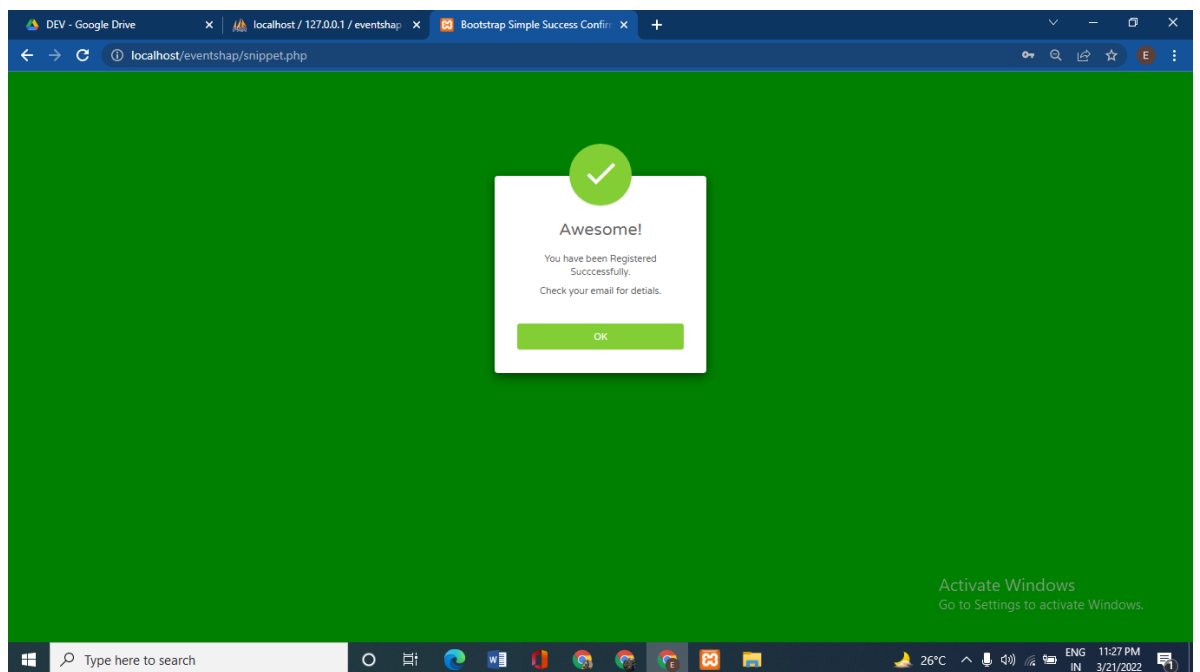 DEV - Google Drive
localhost / 127.0.0.1 / eventshap
Bootstrap Simple Success Confirm
localhost/eventshap/snippet.php
E
Awesome!
You have been Registered
Succcessfully.
Check your email for detials.
OK
Activate Windows
Go to Settings to activate Windows.
Type here to search
26°C
ENG
IN
11:27 PM
3/21/2022